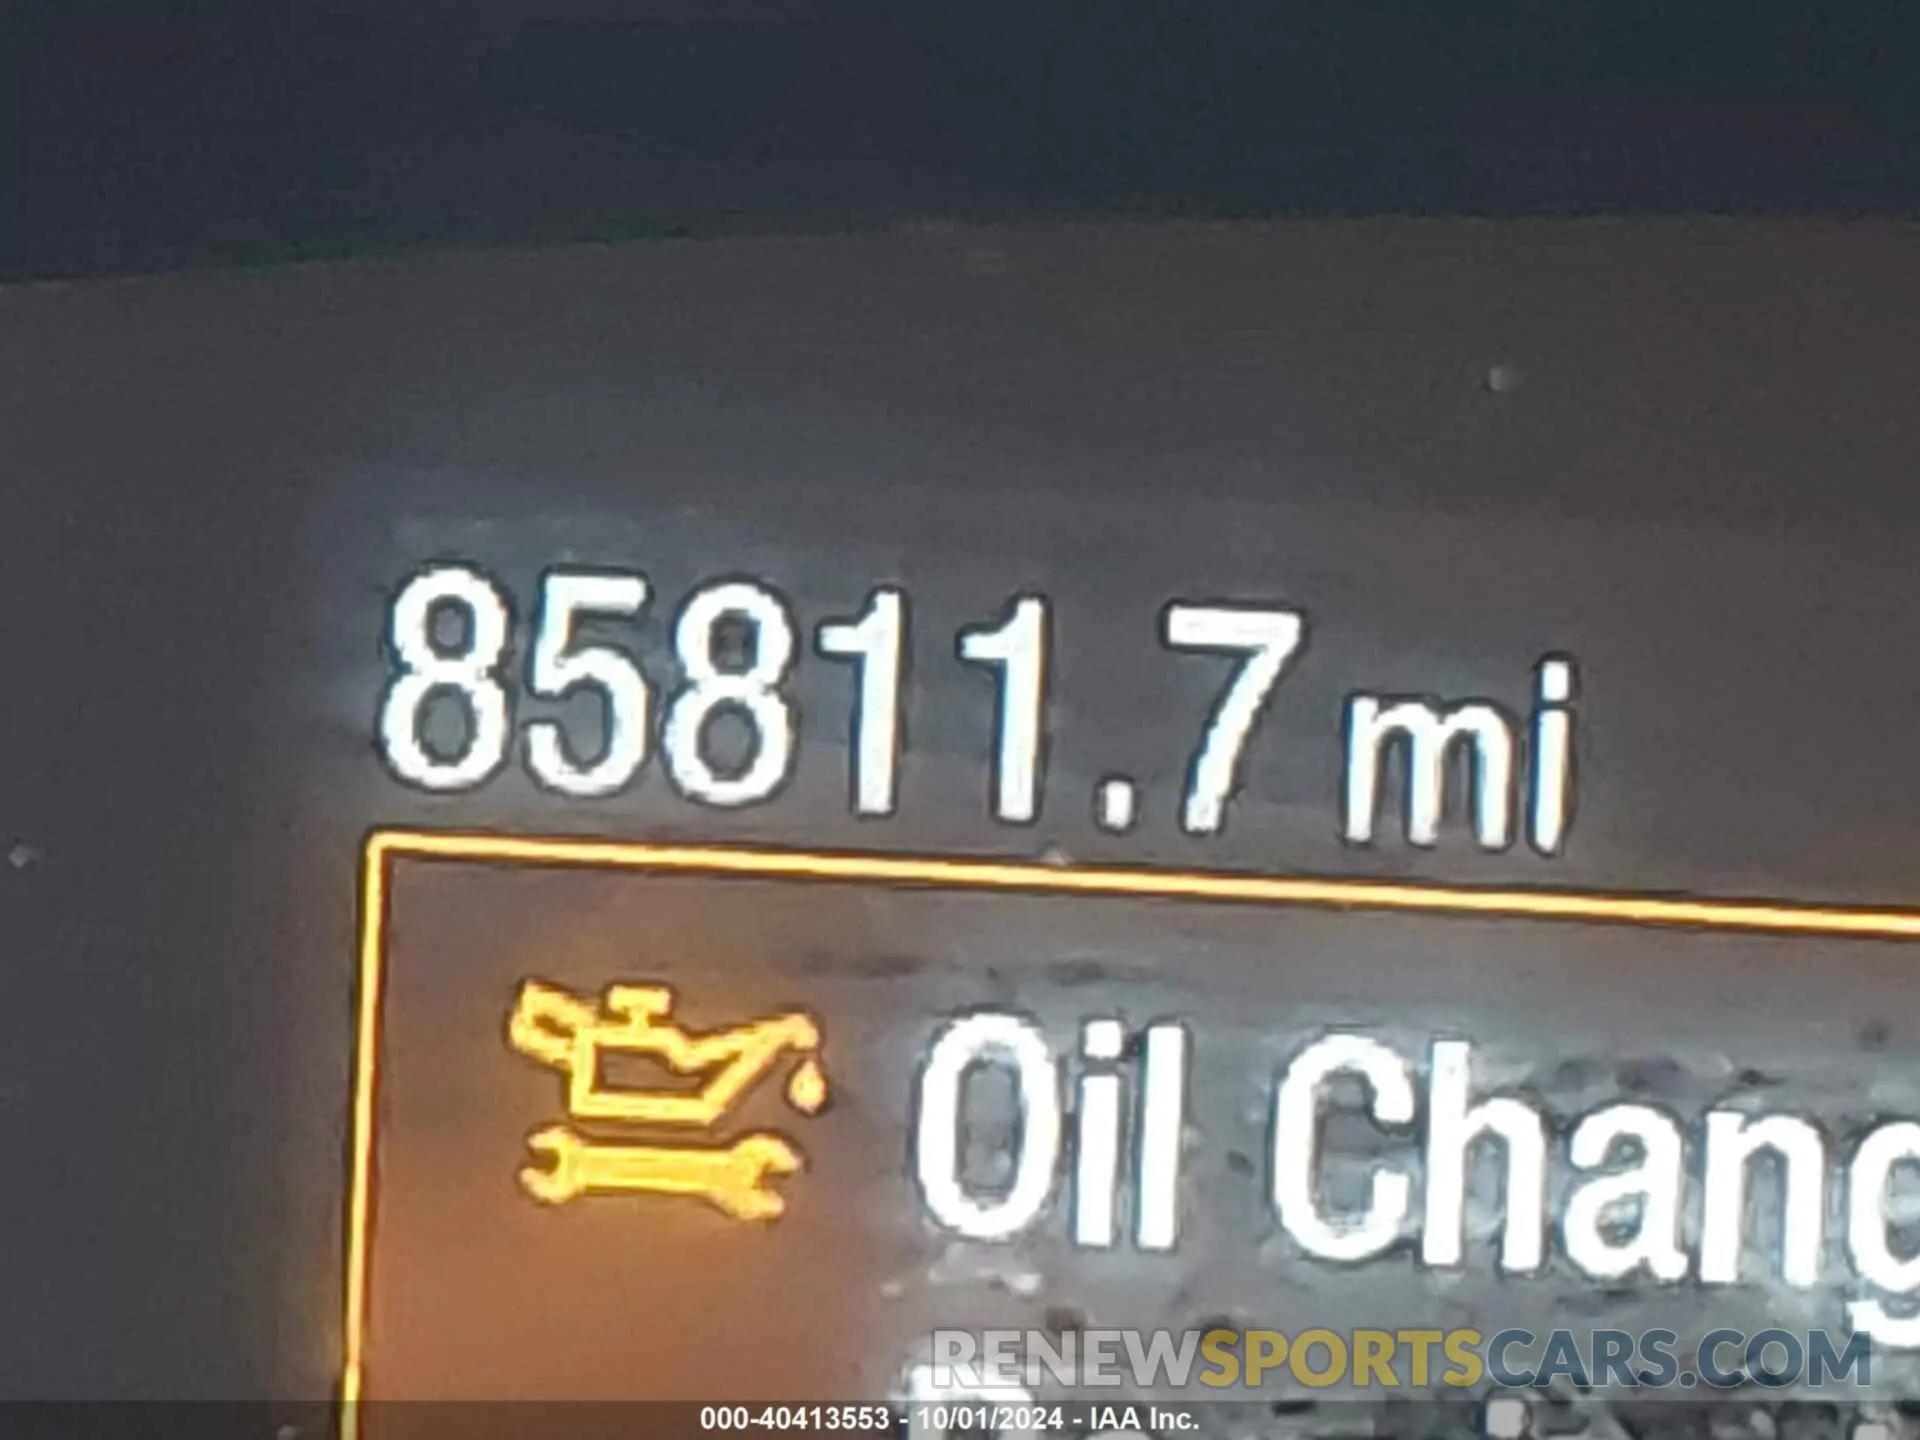 85811.7 mi
Oil Chang
RENEWSPORTSCARS.COM
000-40413553 - 10/01/2024 - IAA Inc.